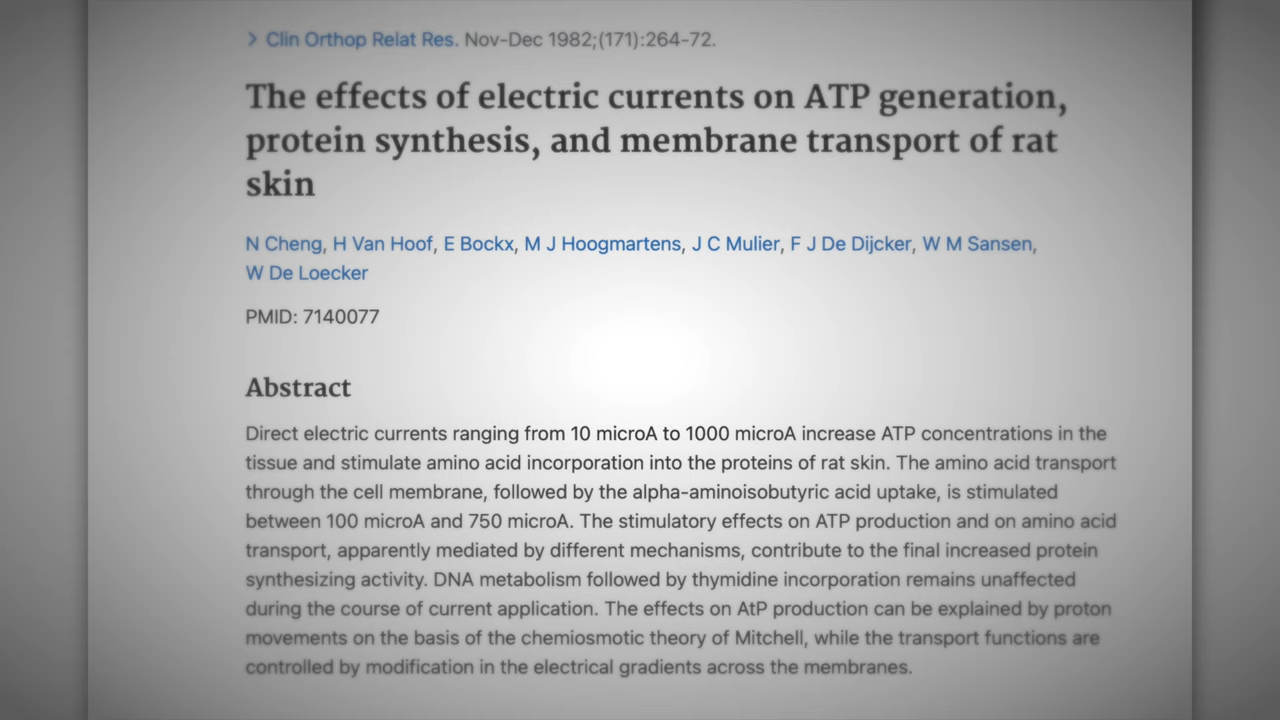 > Clin Orthop Relat Res. Nov-Dec 1982;(171):264-72.
The effects of electric currents on ATP generation,
protein synthesis, and membrane transport of rat
skin
N Cheng, H Van Hoof, E Bockx, M J Hoogmartens, J C Mulier, F J De Dijcker, W M Sansen,
W De Loecker
PMID: 7140077
Abstract
Direct electric currents ranging from 10 microA to 1000 microA increase ATP concentrations in the
tissue and stimulate amino acid incorporation into the proteins of rat skin. The amino acid transport
through the cell membrane, followed by the alpha-aminoisobutyric acid uptake, is stimulated
between 100 microA and 750 microA. The stimulatory effects on ATP production and on amino acid
transport, apparently mediated by different mechanisms, contribute to the final increased protein
synthesizing activity. DNA metabolism followed by thymidine incorporation remains unaffected
during the course of current application. The effects on AtP production can be explained by proton
movements on the basis of the chemiosmotic theory of Mitchell, while the transport functions are
controlled by modification in the electrical gradients across the membranes.